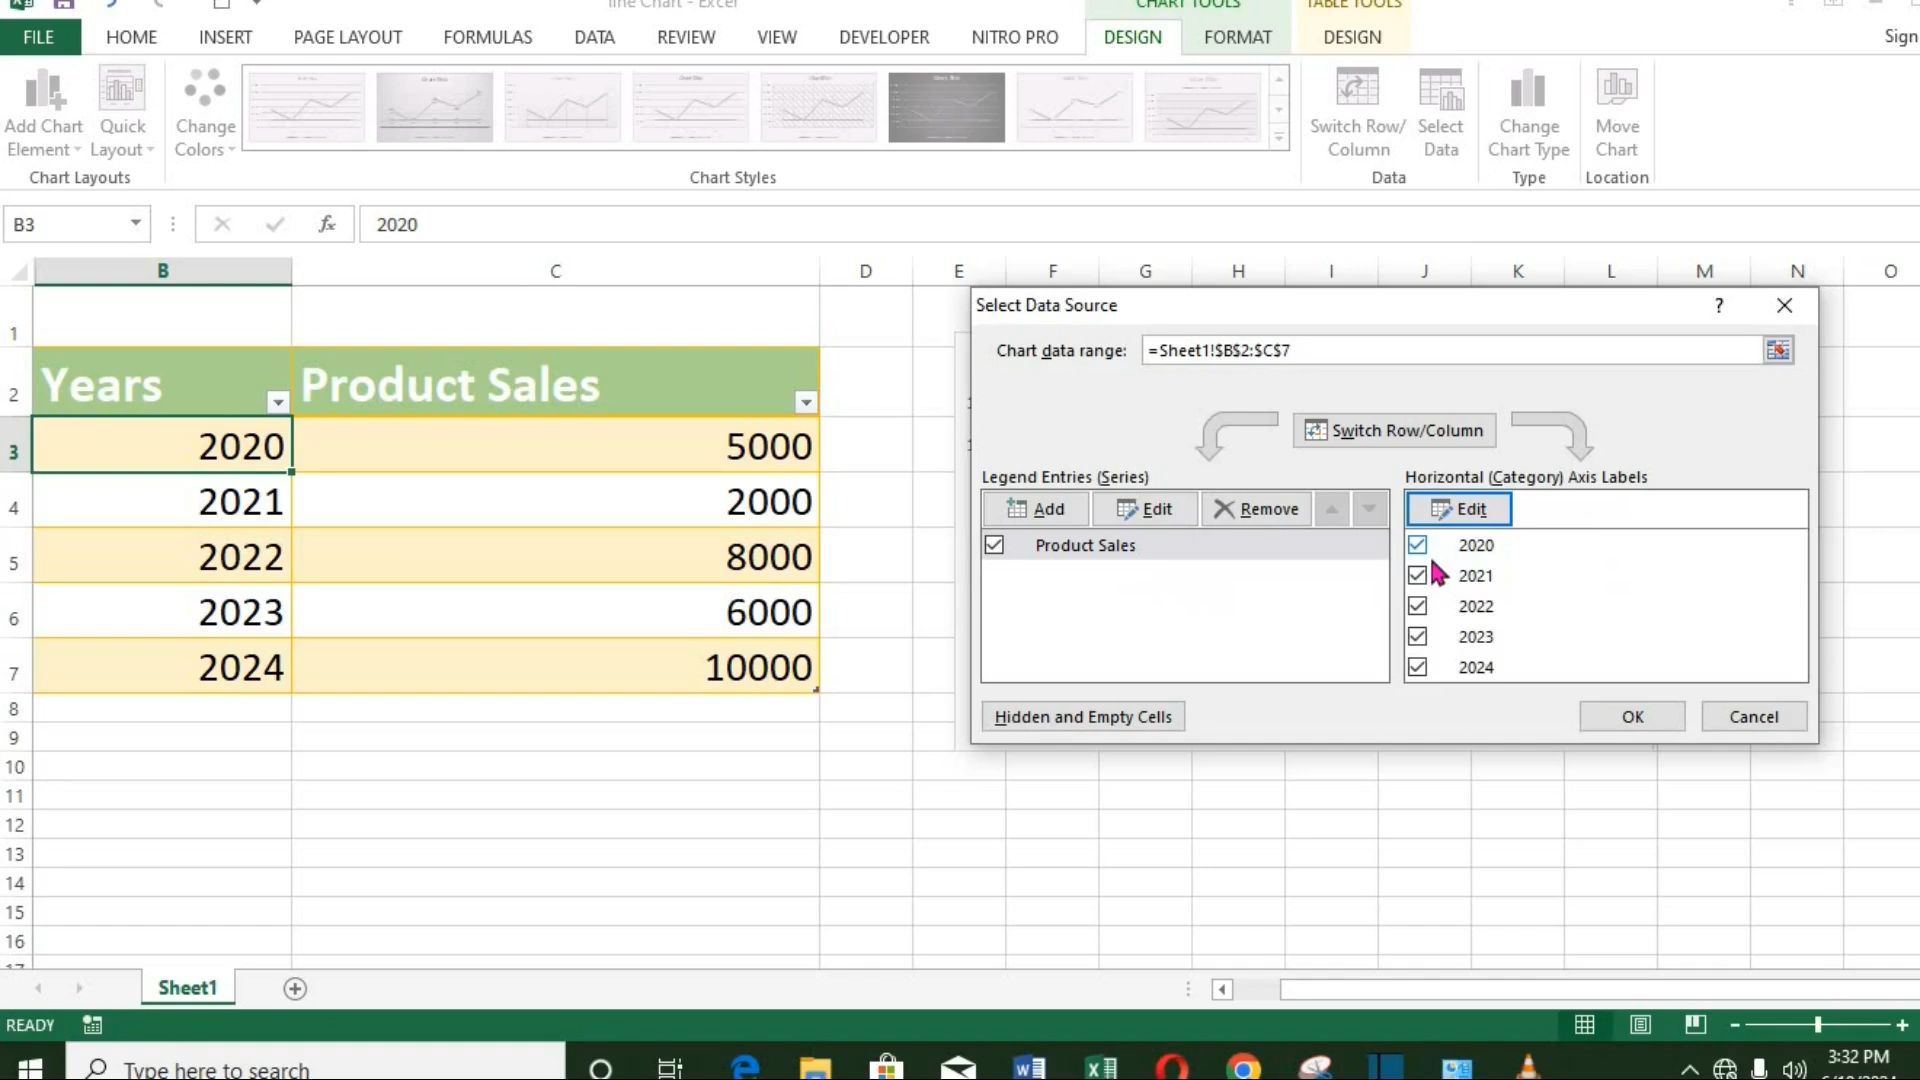 line Chart - Excel
CHART TOOLS
TABLE TOOLS
FILE
HOME
INSERT
PAGE LAYOUT
FORMULAS
DATA
REVIEW
VIEW
DEVELOPER
NITRO PRO
DESIGN
FORMAT
DESIGN
Sign
Add Chart
Element
Quick
Layout
Change
Colors
Switch Row/
Column
Select
Data
Change
Chart Type
Move
Chart
Chart Layouts
Chart Styles
Data
Type
Location
B3
fx
2020
B
C
D
E
F
G
H
I
J
K
L
M
N
O
1
2
3
4
5
6
7
8
9
10
11
12
13
14
15
16
Years
Product Sales
2020
5000
2021
2000
2022
8000
2023
6000
2024
10000
Select Data Source
?
Chart data range:
=Sheet1!$B$2:$C$7
Switch Row/Column
Legend Entries (Series)
Add
Edit
Remove
Product Sales
Horizontal (Category) Axis Labels
Edit
2020
2021
2022
2023
2024
Hidden and Empty Cells
OK
Cancel
Sheet1
READY
Type here to search
3:32 PM